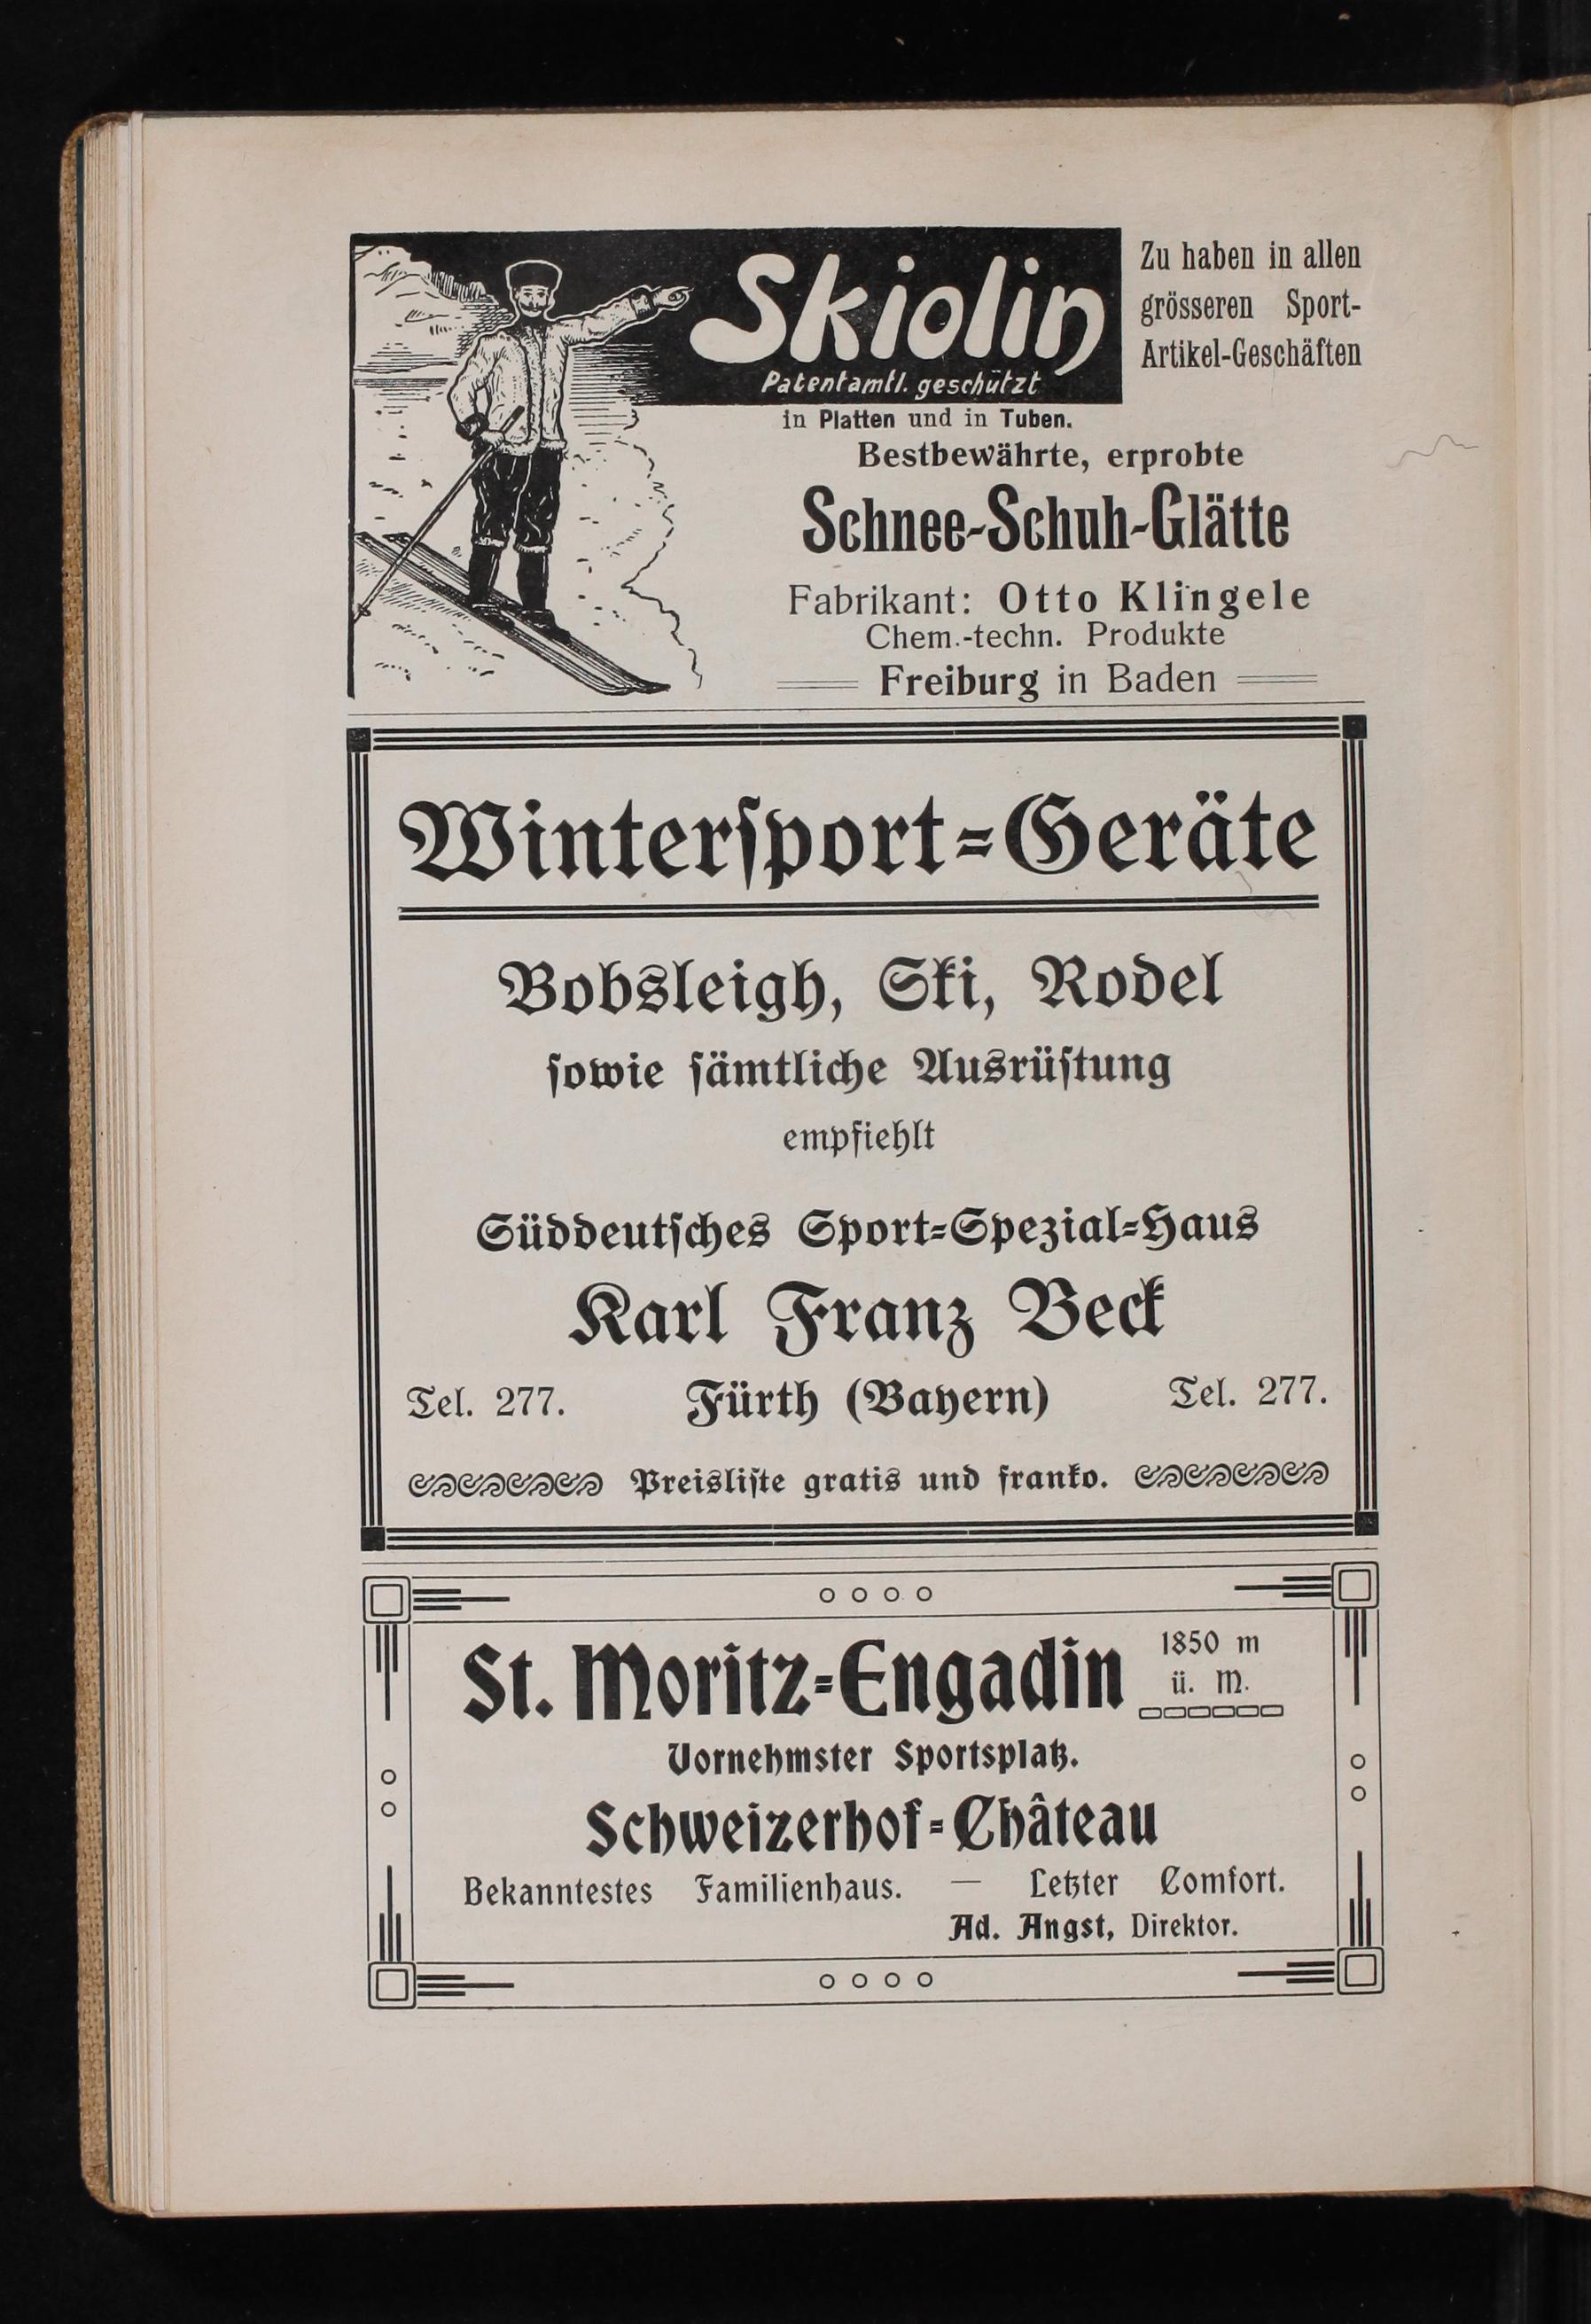 Skiolin
Patentamtl. geschützt
Zu haben in allen
grösseren Sport-
Artikel-Geschäften
in Platten und in Tuben.
Bestbewährte, erprobte
Schnee-Schuh-Glätte
Fabrikant: Otto Klingele
Chem.-techn. Produkte
Freiburg in Baden
Winterſport-Geräte
Bobsleigh, Ski, Rodel
ſowie ſämtliche Ausrüſtung
empfiehlt
Süddeutſches Sport-Spezial-Haus
Karl Franz Beck
Tel. 277. Fürth (Bayern) Tel. 277.
Preisliſte gratis und franko.
St. Moritz-Engadin 1850 m
ü. M.
Vornehmster Sportsplatz.
Schweizerhof-Château
Bekanntestes Familienhaus. — Letzter Comfort.
Ad. Angst, Direktor.